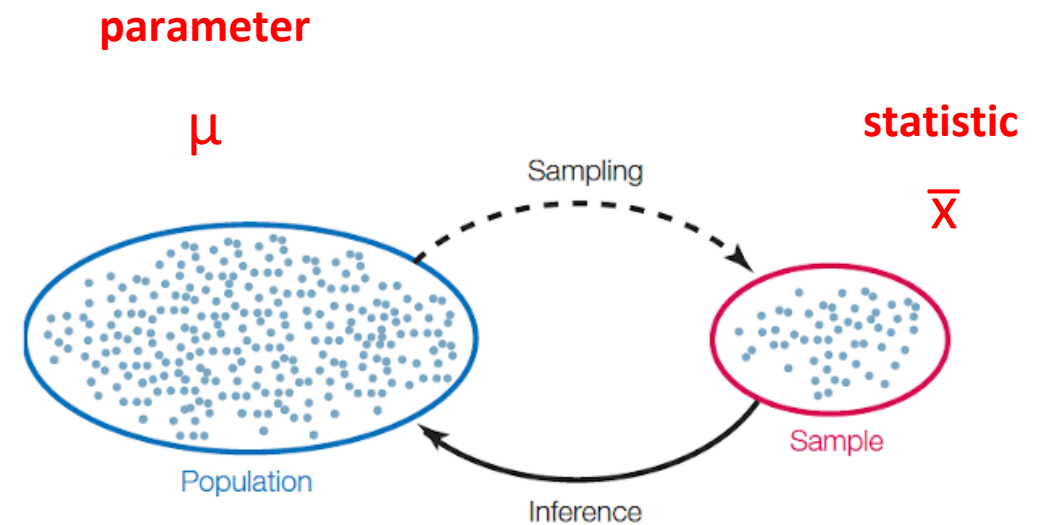 parameter
μ
statistic
x̅
Sampling
Population
Sample
Inference